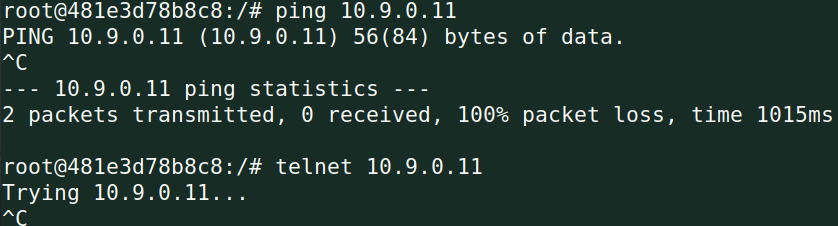 root@481e3d78b8c8:/# ping 10.9.0.11
PING 10.9.0.11 (10.9.0.11) 56(84) bytes of data.
^C
--- 10.9.0.11 ping statistics ---
2 packets transmitted, 0 received, 100% packet loss, time 1015ms
root@481e3d78b8c8:/# telnet 10.9.0.11
Trying 10.9.0.11...
^C